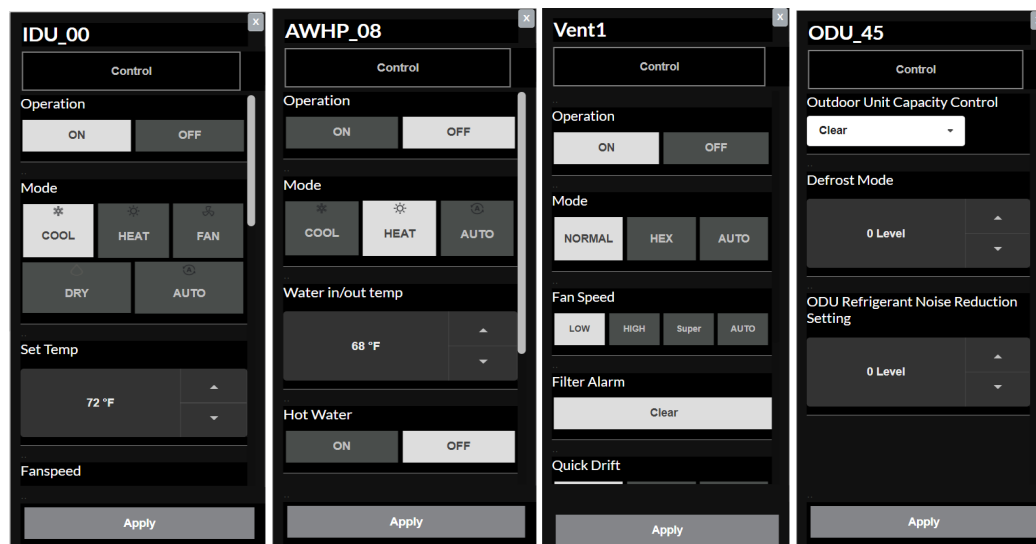 IDU_00
x
Control
Operation
ON OFF
Mode
COOL HEAT FAN
DRY AUTO
Set Temp
72 °F
Fanspeed
Apply
AWHP_08
x
Control
Operation
ON OFF
Mode
COOL HEAT AUTO
Water in/out temp
68 °F
Hot Water
ON OFF
Apply
Vent1
x
Control
Operation
ON OFF
Mode
NORMAL HEX AUTO
Fan Speed
LOW HIGH Super AUTO
Filter Alarm
Clear
Quick Drift
Apply
ODU_45
Control
Outdoor Unit Capacity Control
Clear
Defrost Mode
0 Level
ODU Refrigerant Noise Reduction
Setting
0 Level
Apply